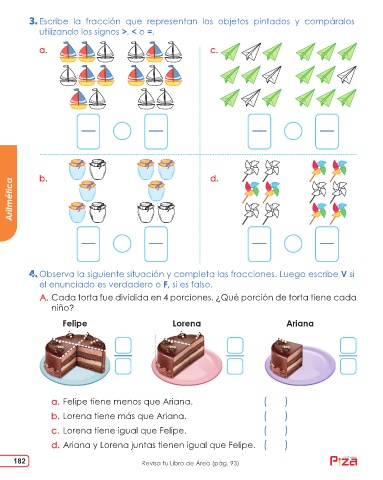 3. Escribe la fracción que representan los objetos pintados y compáralos
utilizando los signos >, < o =.
a.
c.
b.
d.
Aritmética
4. Observa la siguiente situación y completa las fracciones. Luego escribe V si
el enunciado es verdadero o F, si es falso.
A. Cada torta fue dividida en 4 porciones. ¿Qué porción de torta tiene cada
niño?
Felipe Lorena Ariana
a. Felipe tiene menos que Ariana. ( )
b. Lorena tiene más que Ariana. ( )
c. Lorena tiene igual que Felipe. ( )
d. Ariana y Lorena juntas tienen igual que Felipe. ( )
182 Revisa tu Libro de Área (pág. 93)